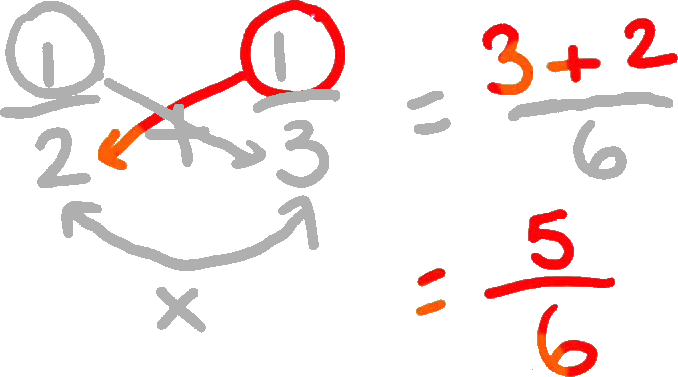 1/2 + 1/3 = (3 + 2)/6
×
= 5/6